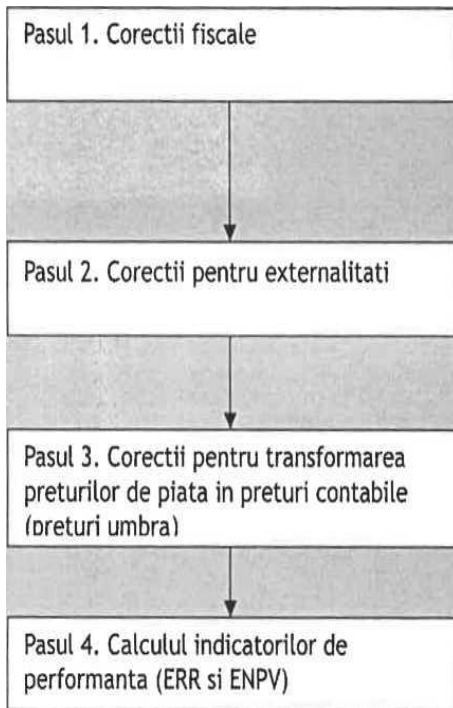 Pasul 1. Corectii fiscale
Pasul 2. Corectii pentru externalitati
Pasul 3. Corectii pentru transformarea
preturilor de piata in preturi contabile
(preturi umbra)
Pasul 4. Calculul indicatorilor de
performanta (ERR si ENPV)